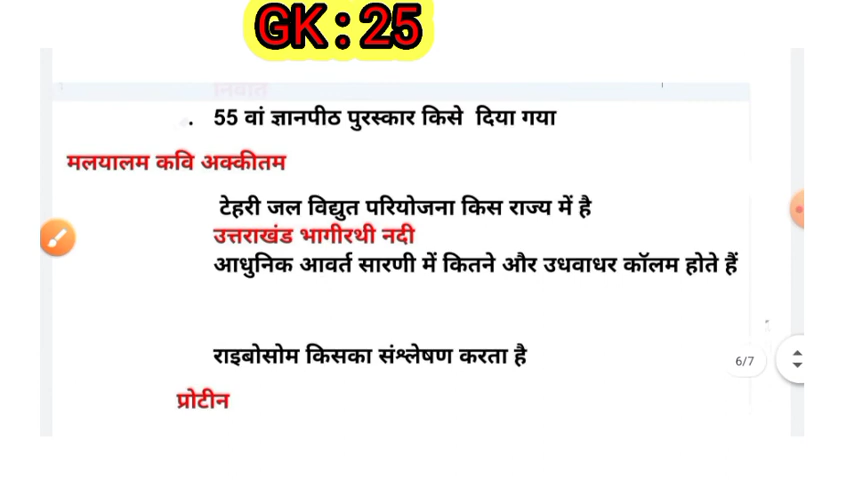 GK : 25
निवात
. 55 वां ज्ञानपीठ पुरस्कार किसे दिया गया
मलयालम कवि अक्कीतम
टेहरी जल विद्युत परियोजना किस राज्य में है
उत्तराखंड भागीरथी नदी
आधुनिक आवर्त सारणी में कितने और उधवाधर कॉलम होते हैं
राइबोसोम किसका संश्लेषण करता है
6/7
प्रोटीन